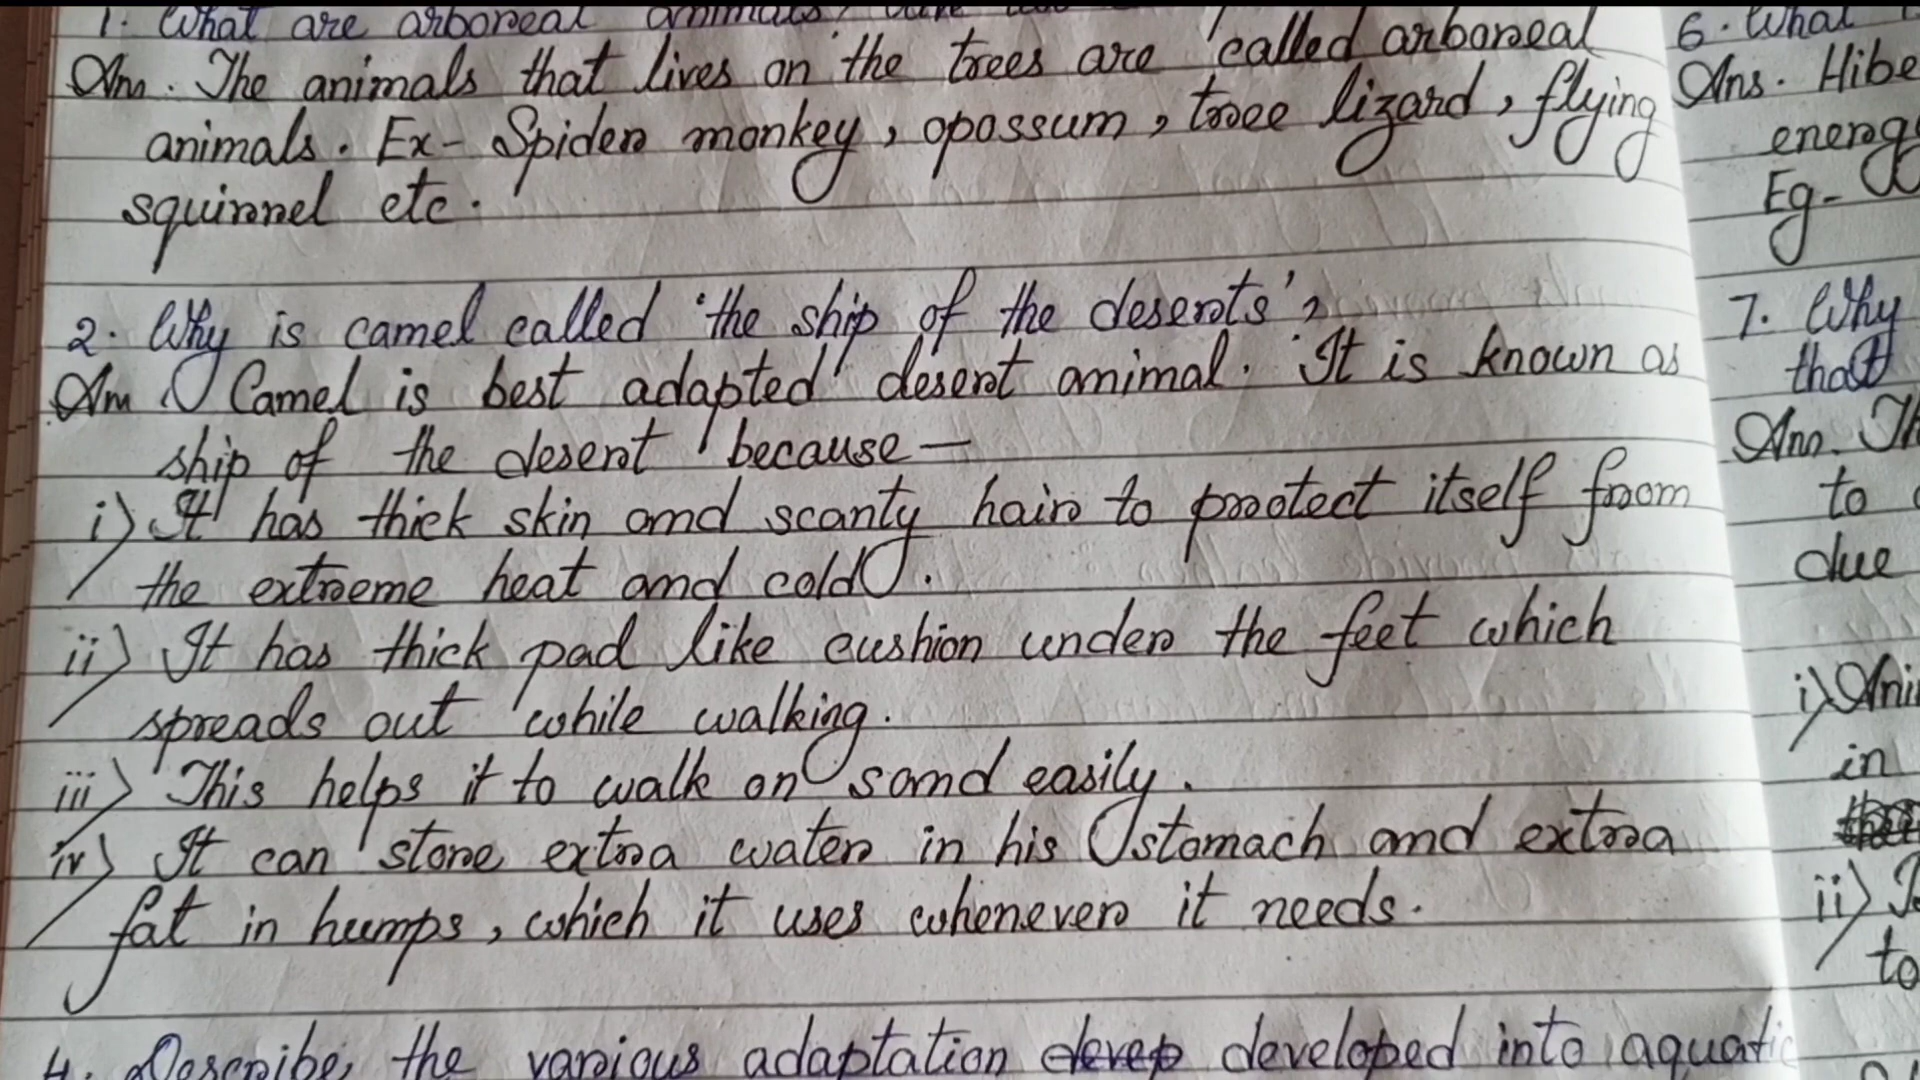 1. What are arboreal animals?
Ans. The animals that lives on the trees are called arboreal
animals. Ex- Spider monkey, opossum, tree lizard, flying
squirrel etc.
2. Why is camel called 'the ship of the deserts'?
Ans Camel is best adapted desert animal. It is known as
ship of the desert because—
i) It has thick skin and scanty hair to protect itself from
the extreme heat and cold.
ii) It has thick pad like cushion under the feet which
spreads out while walking.
iii) This helps it to walk on sand easily.
iv) It can store extra water in his stomach and extra
fat in humps, which it uses whenever it needs.
4. Describe the various adaptation developed into aquatic
6. What
Ans. Hibe
energ
Eg-
7. Why
that
Ans. Th
to
due
i) Ani
in
ii)
to